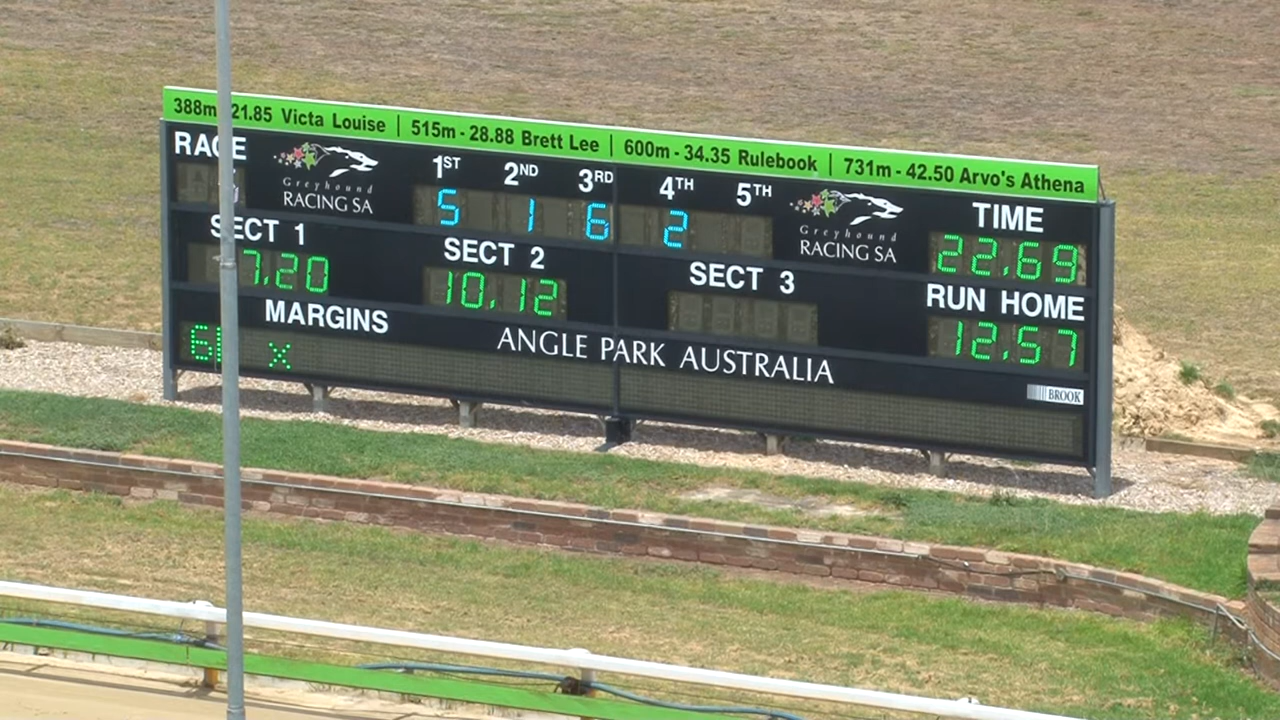 388m 21.85 Victa Louise | 515m - 28.88 Brett Lee | 600m - 34.35 Rulebook | 731m - 42.50 Arvo's Athena
RACE
Greyhound
RACING SA
1ST 2ND 3RD 4TH 5TH
5 1 6 2
Greyhound
RACING SA
TIME
22.69
SECT 1
7.20
SECT 2
10.12
SECT 3
RUN HOME
12.57
MARGINS
6 x
ANGLE PARK AUSTRALIA
BROOK